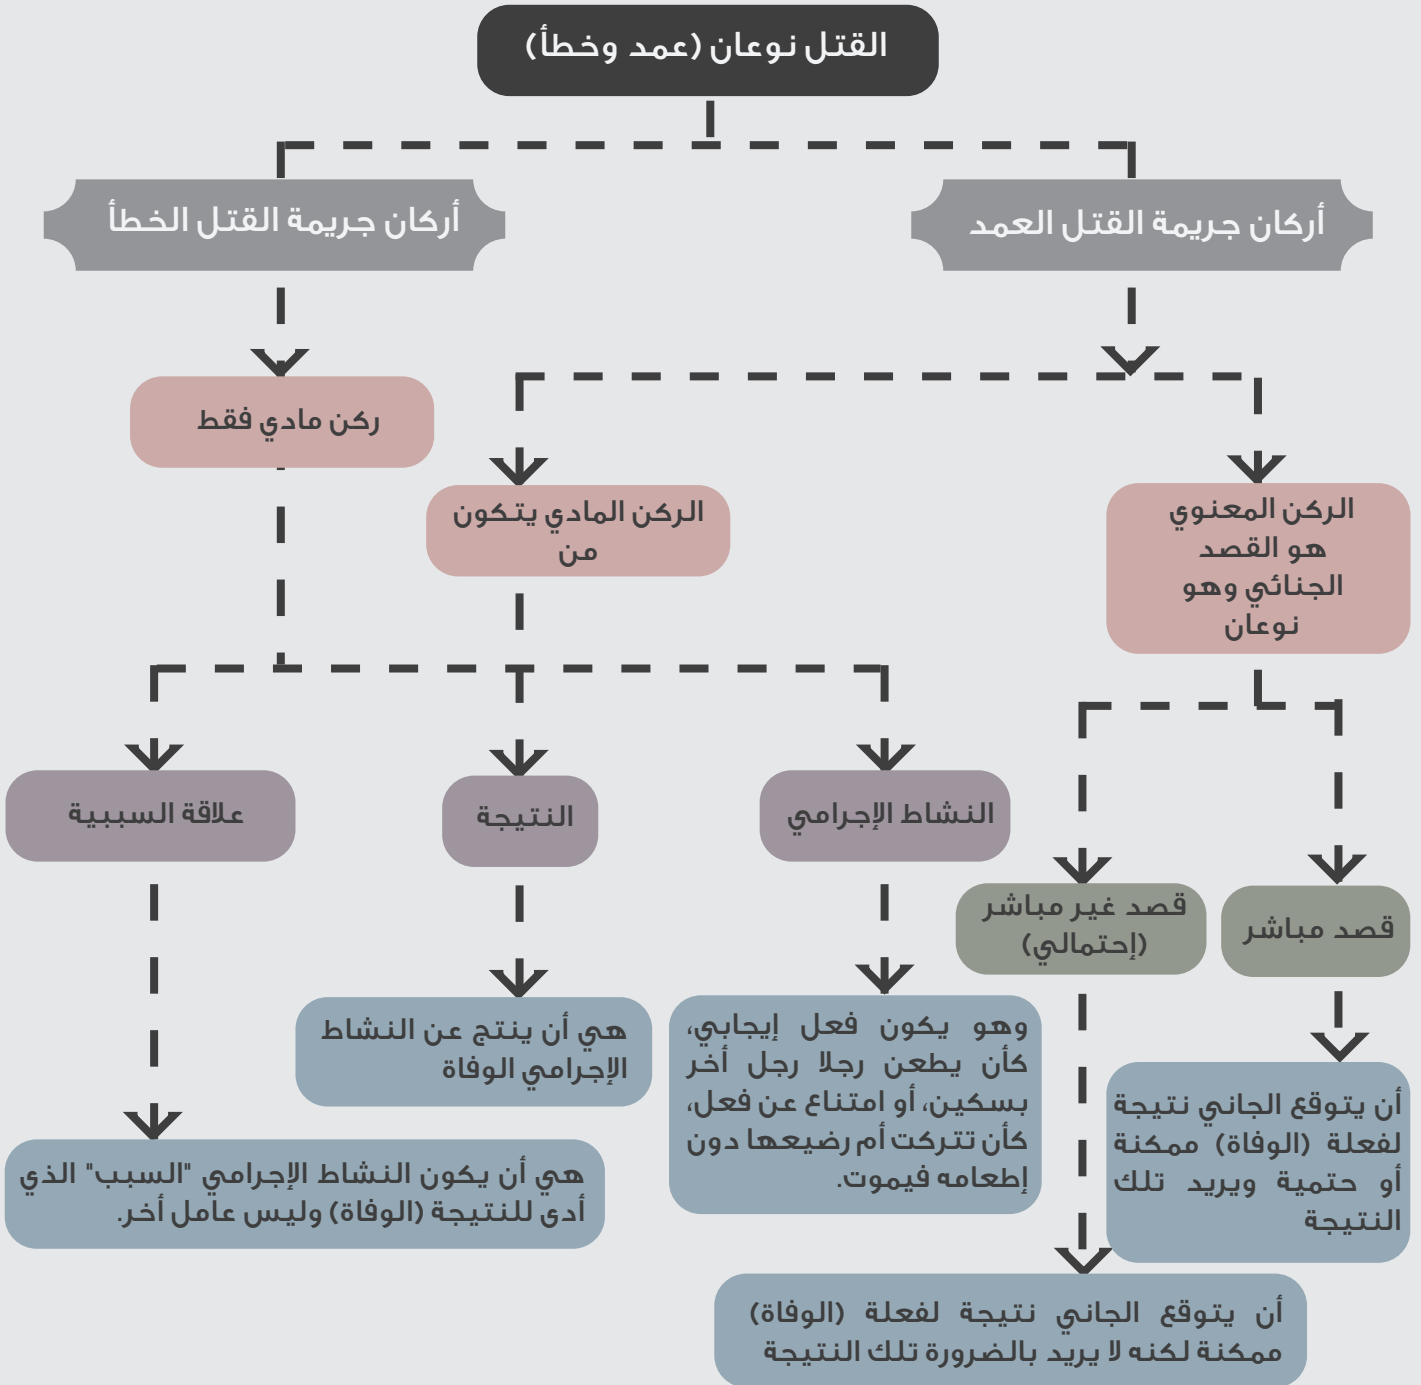 القتل نوعان (عمد وخطأ)
أركان جريمة القتل العمد
أركان جريمة القتل الخطأ
ركن مادي فقط
الركن المادي يتكون
من
الركن المعنوي
هو القصد
الجنائي وهو
نوعان
النشاط الإجرامي
النتيجة
علاقة السببية
قصد مباشر
قصد غير مباشر
(إحتمالي)
وهو يكون فعل إيجابي،
كأن يطعن رجلا رجل أخر
بسكين، أو امتناع عن فعل،
كأن تتركت أم رضيعها دون
إطعامه فيموت.
هي أن ينتج عن النشاط
الإجرامي الوفاة
أن يتوقع الجاني نتيجة
لفعلة (الوفاة) ممكنة
أو حتمية ويريد تلك
النتيجة
هي أن يكون النشاط الإجرامي "السبب" الذي
أدى للنتيجة (الوفاة) وليس عامل أخر.
أن يتوقع الجاني نتيجة لفعلة (الوفاة)
ممكنة لكنه لا يريد بالضرورة تلك النتيجة